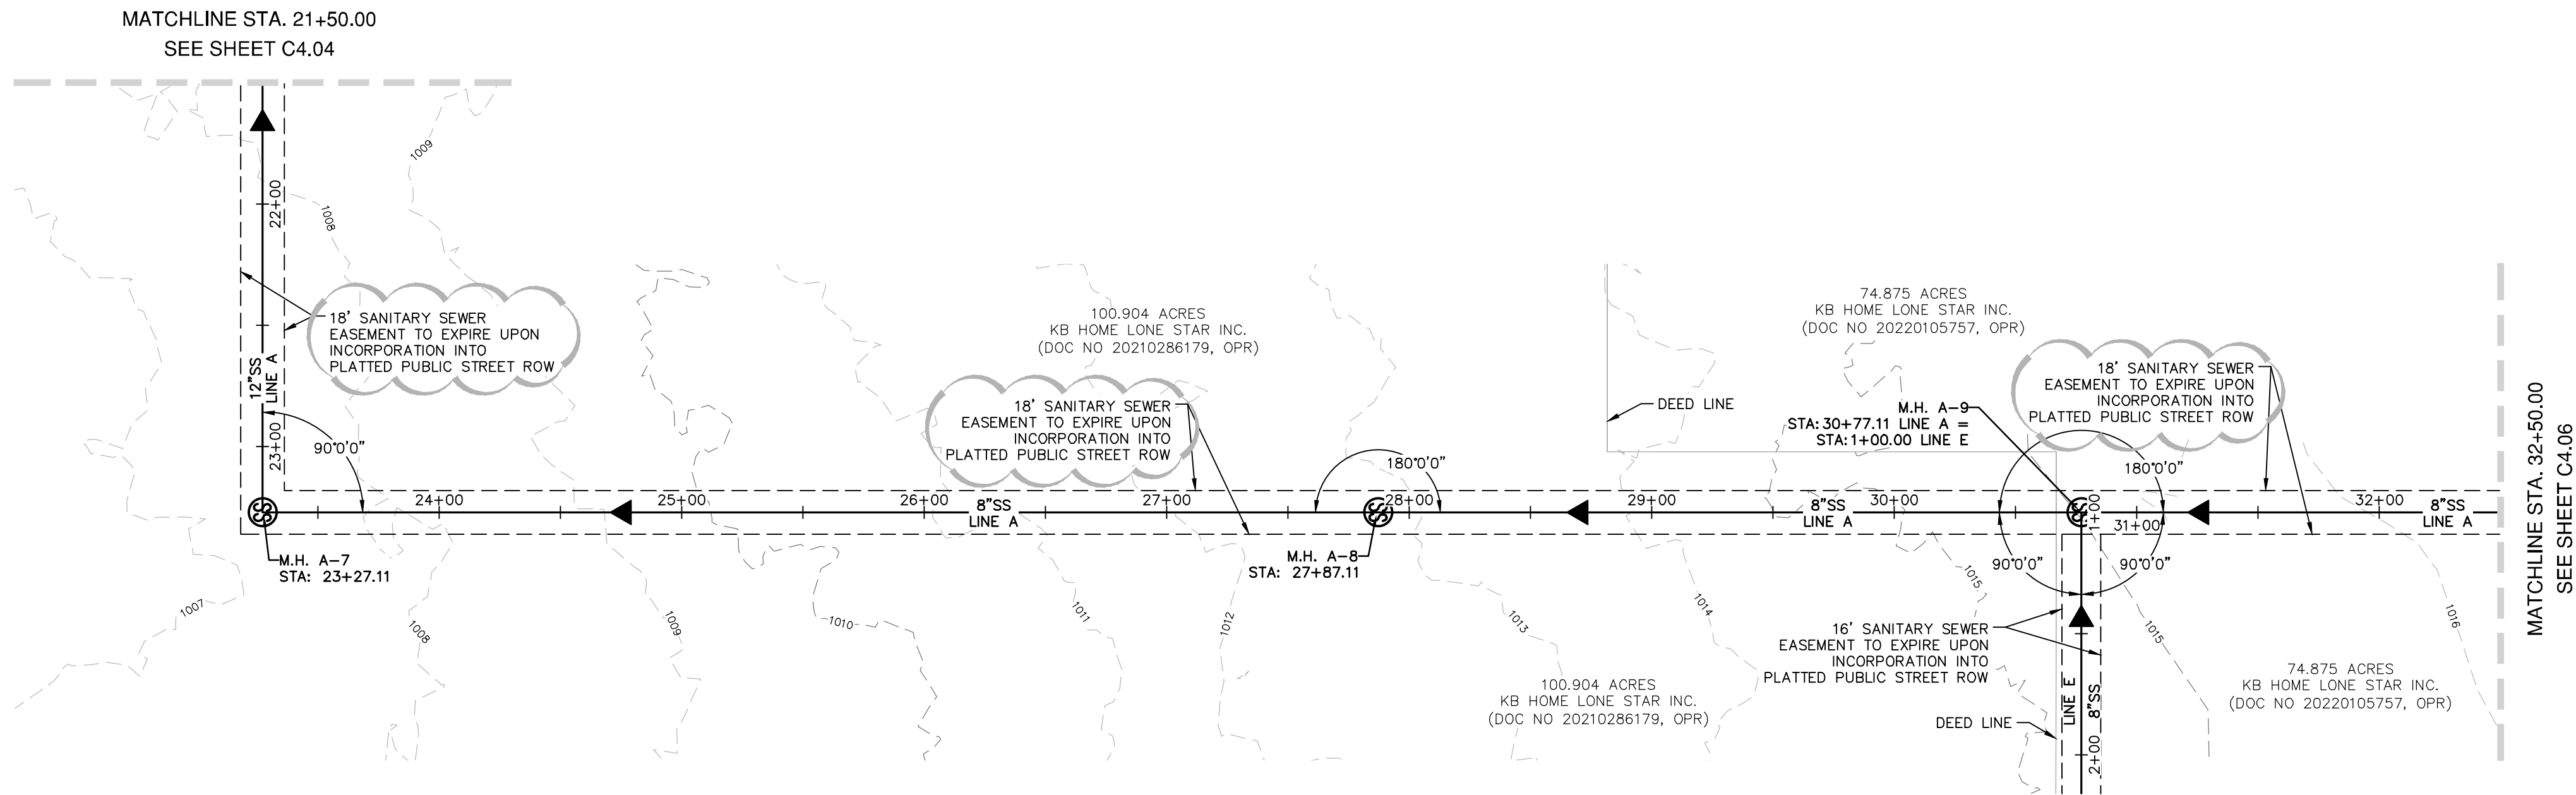 MATCHLINE STA. 21+50.00
SEE SHEET C4.04
1009
22+00
1008
18' SANITARY SEWER
EASEMENT TO EXPIRE UPON
INCORPORATION INTO
PLATTED PUBLIC STREET ROW
12"SS
LINE A
23+00
90°0'0"
M.H. A-7
STA: 23+27.11
1007
24+00
1008
25+00
1009
100.904 ACRES
KB HOME LONE STAR INC.
(DOC NO 20210286179, OPR)
18' SANITARY SEWER
EASEMENT TO EXPIRE UPON
INCORPORATION INTO
PLATTED PUBLIC STREET ROW
26+00
8"SS
LINE A
27+00
180°0'0"
28+00
M.H. A-8
STA: 27+87.11
1010
1011
1012
1013
1014
100.904 ACRES
KB HOME LONE STAR INC.
(DOC NO 20210286179, OPR)
DEED LINE
29+00
8"SS
LINE A
30+00
74.875 ACRES
KB HOME LONE STAR INC.
(DOC NO 20220105757, OPR)
M.H. A-9
STA: 30+77.11 LINE A =
STA: 1+00.00 LINE E
18' SANITARY SEWER
EASEMENT TO EXPIRE UPON
INCORPORATION INTO
PLATTED PUBLIC STREET ROW
180°0'0"
1+00
31+00
32+00
8"SS
LINE A
90°0'0"
90°0'0"
1015
1015
1016
16' SANITARY SEWER
EASEMENT TO EXPIRE UPON
INCORPORATION INTO
PLATTED PUBLIC STREET ROW
DEED LINE
LINE E
8"SS
2+00
74.875 ACRES
KB HOME LONE STAR INC.
(DOC NO 20220105757, OPR)
MATCHLINE STA. 32+50.00
SEE SHEET C4.06
SS
SS
SS